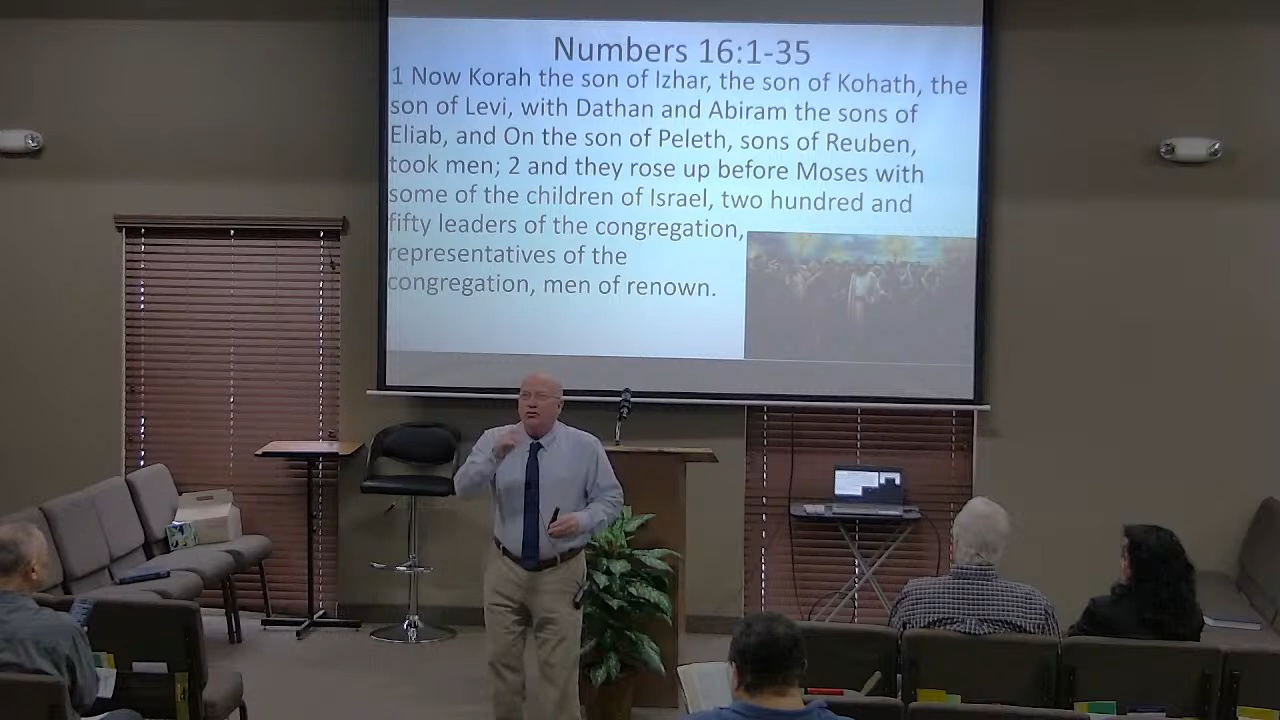 Numbers 16:1-35
1 Now Korah the son of Izhar, the son of Kohath, the
son of Levi, with Dathan and Abiram the sons of
Eliab, and On the son of Peleth, sons of Reuben,
took men; 2 and they rose up before Moses with
some of the children of Israel, two hundred and
fifty leaders of the congregation,
representatives of the
congregation, men of renown.